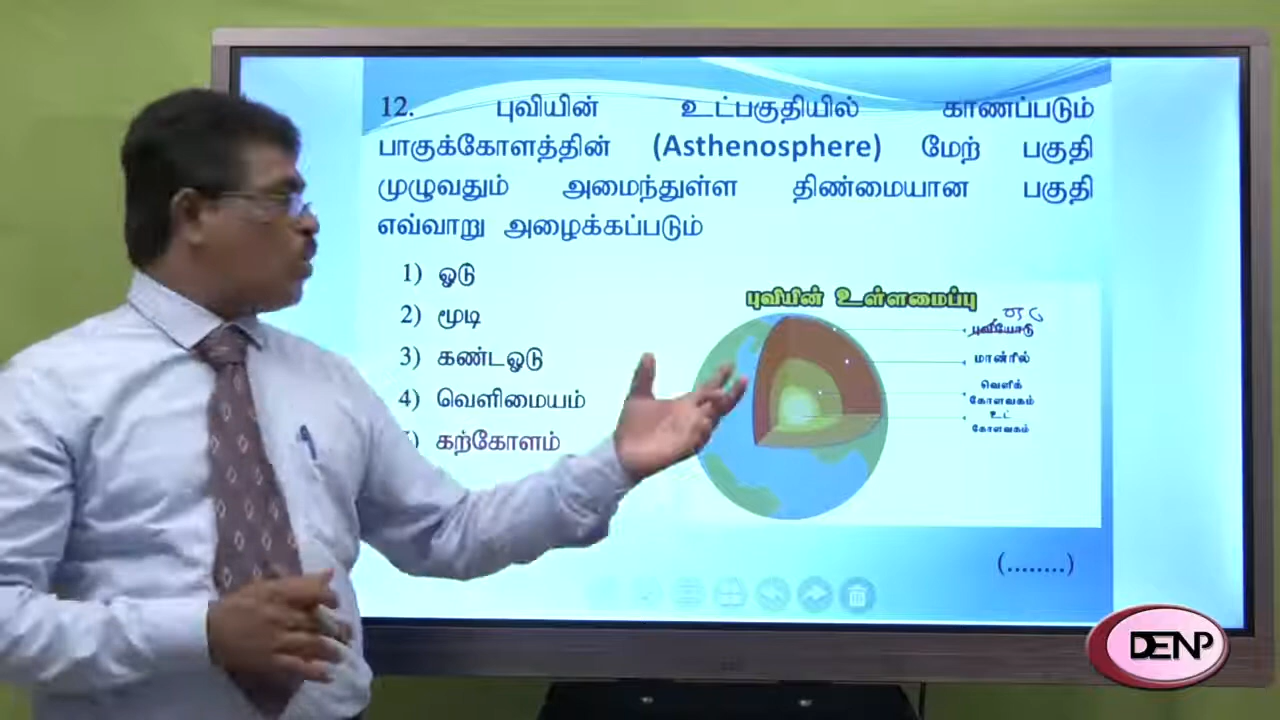 12. புவியின் உட்பகுதியில் காணப்படும்
பாகுக்கோளத்தின் (Asthenosphere) மேற் பகுதி
முழுவதும் அமைந்துள்ள திண்மையான பகுதி
எவ்வாறு அழைக்கப்படும்
1) ஓடு
2) மூடி
3) கண்டஓடு
4) வெளிமையம்
கற்கோளம்
புவியின் உள்ளமைப்பு
புவியோடு
மான்ரில்
வெளிக்
கோளவகம்
உட்
கோளவகம்
(........)
DENP